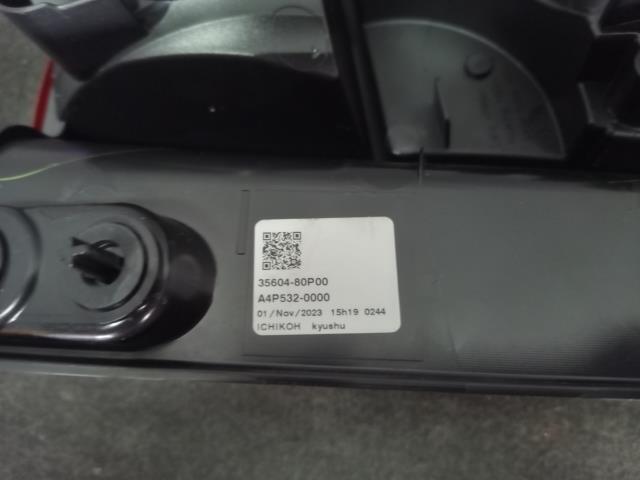 35604-80P00
A4P532-0000
01/Nov/2023 15h19 0244
ICHIKOH kyushu